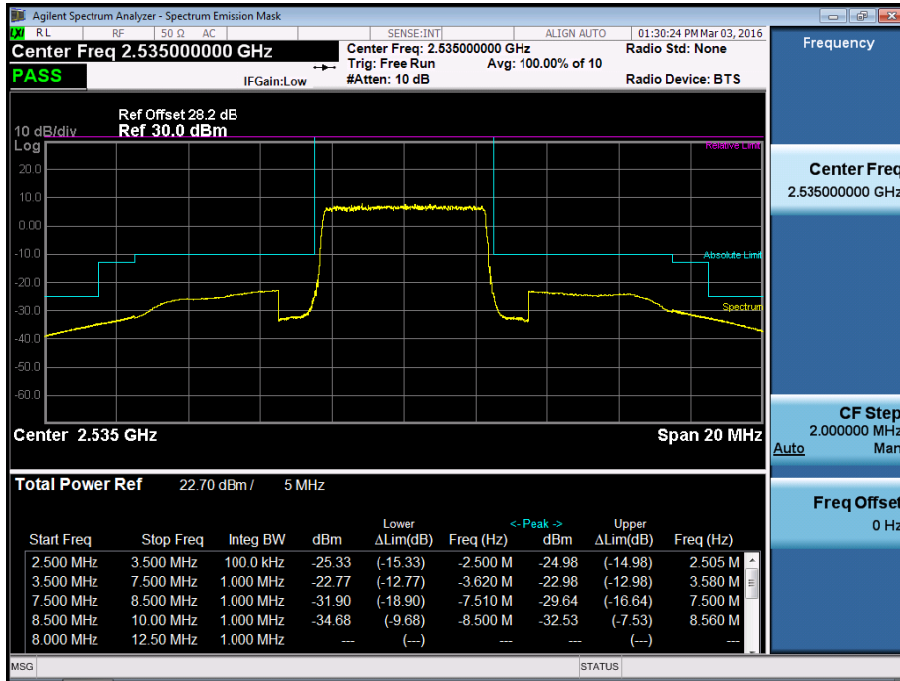 Agilent Spectrum Analyzer - Spectrum Emission Mask
LXI RL RF 50 Ω AC SENSE:INT ALIGN AUTO 01:30:24 PM Mar 03, 2016
Center Freq 2.535000000 GHz
Center Freq: 2.535000000 GHz
Radio Std: None
Trig: Free Run Avg: 100.00% of 10
PASS
IFGain:Low
#Atten: 10 dB
Radio Device: BTS
Ref Offset 28.2 dB
10 dB/div Ref 30.0 dBm
Log
Relative Limit
20.0
10.0
0.00
-10.0
Absolute Limit
-20.0
-30.0
Spectrum
-40.0
-50.0
-60.0
Center 2.535 GHz
Span 20 MHz
Total Power Ref 22.70 dBm / 5 MHz
Lower <- Peak -> Upper
Start Freq Stop Freq Integ BW dBm ΔLim(dB) Freq (Hz) dBm ΔLim(dB) Freq (Hz)
2.500 MHz 3.500 MHz 100.0 kHz -25.33 (-15.33) -2.500 M -24.98 (-14.98) 2.505 M
3.500 MHz 7.500 MHz 1.000 MHz -22.77 (-12.77) -3.620 M -22.98 (-12.98) 3.580 M
7.500 MHz 8.500 MHz 1.000 MHz -31.90 (-18.90) -7.510 M -29.64 (-16.64) 7.500 M
8.500 MHz 10.00 MHz 1.000 MHz -34.68 (-9.68) -8.500 M -32.53 (-7.53) 8.560 M
8.000 MHz 12.50 MHz 1.000 MHz --- (---) --- --- (---) ---
MSG
STATUS
Frequency
Center Freq
2.535000000 GHz
CF Step
2.000000 MHz
Auto Man
Freq Offset
0 Hz